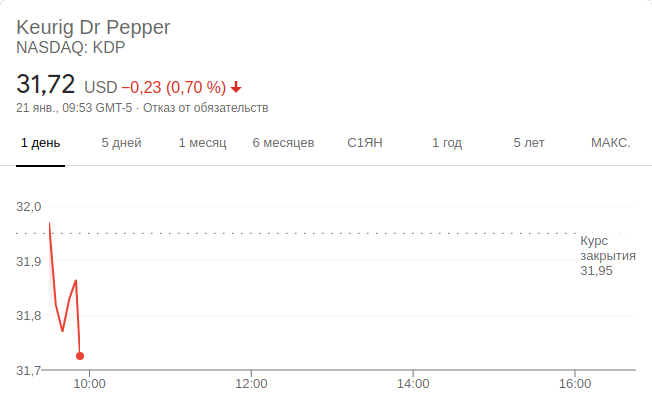 Keurig Dr Pepper
NASDAQ: KDP
31,72 USD −0,23 (0,70 %)
21 янв., 09:53 GMT-5 · Отказ от обязательств
1 день 5 дней 1 месяц 6 месяцев С1ЯН 1 год 5 лет МАКС.
32,0
Курс
закрытия
31,9
31,95
31,8
31,7
10:00 12:00 14:00 16:00